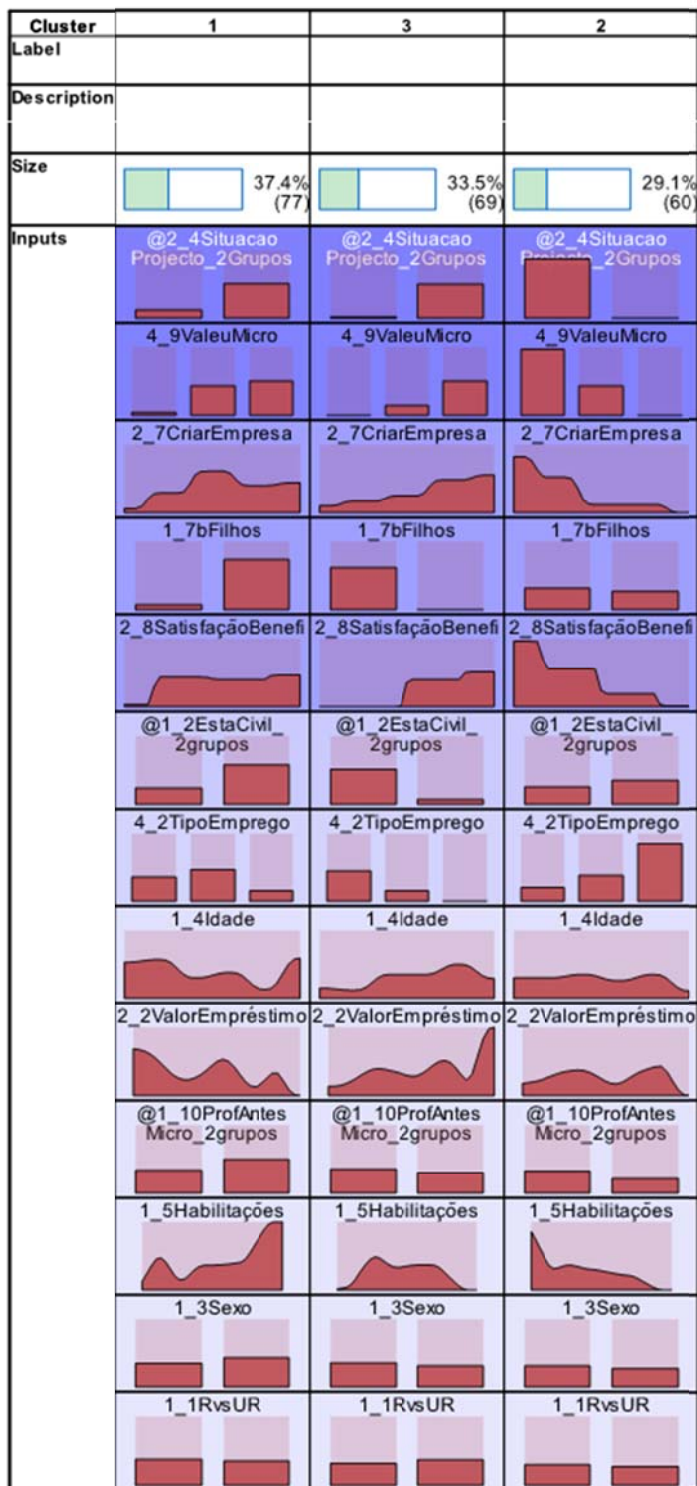 Cluster 1 3 2
Label
Description
Size
37.4% 33.5% 29.1%
(77) (69) (60)
Inputs
@2_4Situacao @2_4Situacao @2_4Situacao
Projecto_2Grupos Projecto_2Grupos Projecto_2Grupos
4_9ValeuMicro 4_9ValeuMicro 4_9ValeuMicro
2_7CriarEmpresa 2_7CriarEmpresa 2_7CriarEmpresa
1_7bFilhos 1_7bFilhos 1_7bFilhos
2_8SatisfaçãoBenefi 2_8SatisfaçãoBenefi 2_8SatisfaçãoBenefi
@1_2EstaCivil_ @1_2EstaCivil_ @1_2EstaCivil_
2grupos 2grupos 2grupos
4_2TipoEmprego 4_2TipoEmprego 4_2TipoEmprego
1_4Idade 1_4Idade 1_4Idade
2_2ValorEmpréstimo 2_2ValorEmpréstimo 2_2ValorEmpréstimo
@1_10ProfAntes @1_10ProfAntes @1_10ProfAntes
Micro_2grupos Micro_2grupos Micro_2grupos
1_5Habilitações 1_5Habilitações 1_5Habilitações
1_3Sexo 1_3Sexo 1_3Sexo
1_1RvsUR 1_1RvsUR 1_1RvsUR